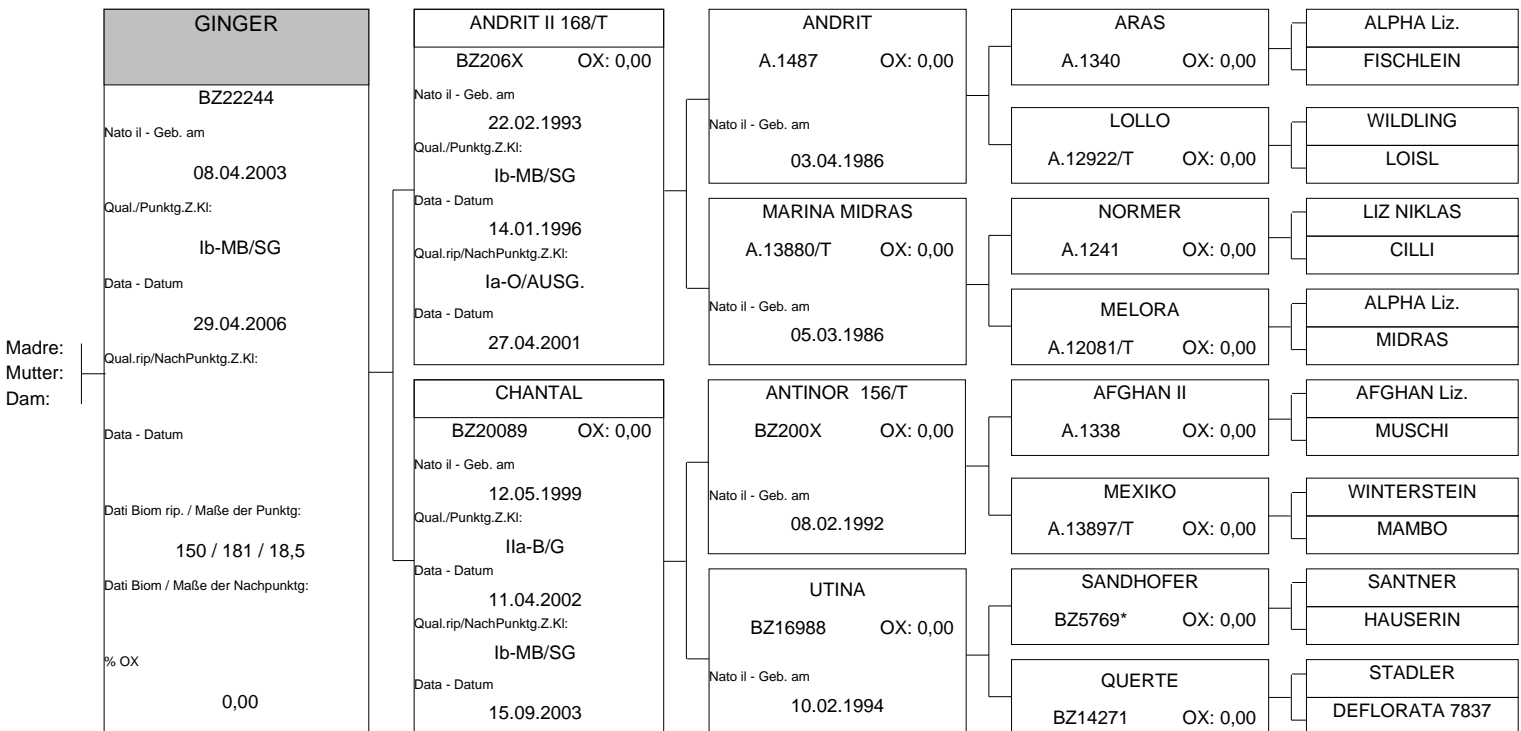 Madre:
Mutter:
Dam:
GINGER
BZ22244
Nato il - Geb. am
08.04.2003
Qual./Punktg.Z.Kl:
Ib-MB/SG
Data - Datum
29.04.2006
Qual.rip/NachPunktg.Z.Kl:
Data - Datum
Dati Biom rip. / Maße der Punktg:
150 / 181 / 18,5
Dati Biom / Maße der Nachpunktg:
% OX
0,00
ANDRIT II 168/T
BZ206X OX: 0,00
Nato il - Geb. am
22.02.1993
Qual./Punktg.Z.Kl:
Ib-MB/SG
Data - Datum
14.01.1996
Qual.rip/NachPunktg.Z.Kl:
Ia-O/AUSG.
Data - Datum
27.04.2001
CHANTAL
BZ20089 OX: 0,00
Nato il - Geb. am
12.05.1999
Qual./Punktg.Z.Kl:
IIa-B/G
Data - Datum
11.04.2002
Qual.rip/NachPunktg.Z.Kl:
Ib-MB/SG
Data - Datum
15.09.2003
ANDRIT
A.1487 OX: 0,00
Nato il - Geb. am
03.04.1986
MARINA MIDRAS
A.13880/T OX: 0,00
Nato il - Geb. am
05.03.1986
ANTINOR 156/T
BZ200X OX: 0,00
Nato il - Geb. am
08.02.1992
UTINA
BZ16988 OX: 0,00
Nato il - Geb. am
10.02.1994
ARAS
A.1340 OX: 0,00
LOLLO
A.12922/T OX: 0,00
NORMER
A.1241 OX: 0,00
MELORA
A.12081/T OX: 0,00
AFGHAN II
A.1338 OX: 0,00
MEXIKO
A.13897/T OX: 0,00
SANDHOFER
BZ5769* OX: 0,00
QUERTE
BZ14271 OX: 0,00
ALPHA Liz.
FISCHLEIN
WILDLING
LOISL
LIZ NIKLAS
CILLI
ALPHA Liz.
MIDRAS
AFGHAN Liz.
MUSCHI
WINTERSTEIN
MAMBO
SANTNER
HAUSERIN
STADLER
DEFLORATA 7837